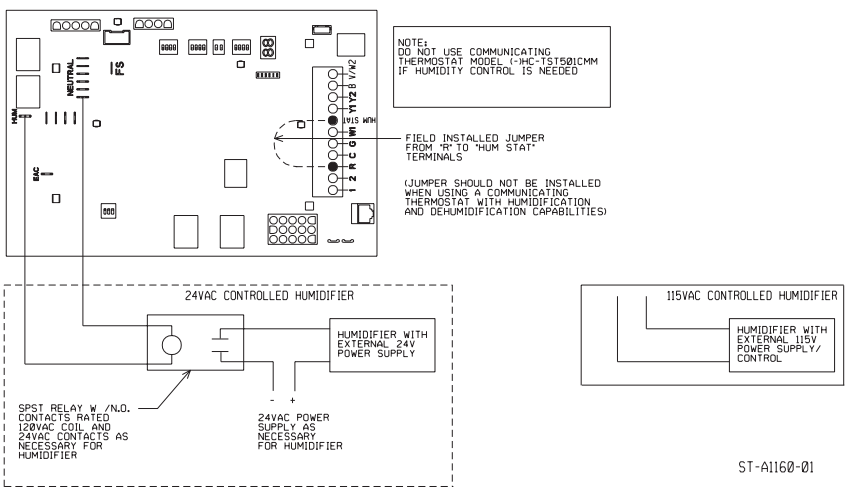 NOTE:
DO NOT USE COMMUNICATING
THERMOSTAT MODEL (-)HC-TST501CMM
IF HUMIDITY CONTROL IS NEEDED
88
FS
NEUTRAL
HUM
EAC
V/W2
B
Y2
Y1
HUM STAT
W1
G
C
R
2
1
FIELD INSTALLED JUMPER
FROM "R" TO "HUM STAT"
TERMINALS
(JUMPER SHOULD NOT BE INSTALLED
WHEN USING A COMMUNICATING
THERMOSTAT WITH HUMIDIFICATION
AND DEHUMIDIFICATION CAPABILITIES)
24VAC CONTROLLED HUMIDIFIER
HUMIDIFIER WITH
EXTERNAL 24V
POWER SUPPLY
- +
SPST RELAY W /N.O.
CONTACTS RATED
120VAC COIL AND
24VAC CONTACTS AS
NECESSARY FOR
HUMIDIFIER
24VAC POWER
SUPPLY AS
NECESSARY
FOR HUMIDIFIER
115VAC CONTROLLED HUMIDIFIER
HUMIDIFIER WITH
EXTERNAL 115V
POWER SUPPLY/
CONTROL
ST-A1160-01